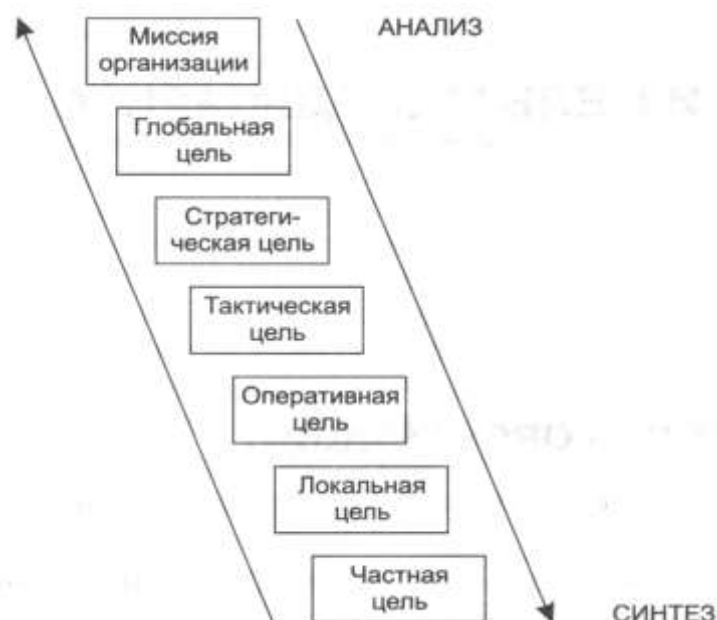 Миссия
организации
АНАЛИЗ
Глобальная
цель
Стратеги-
ческая цель
Тактическая
цель
Оперативная
цель
Локальная
цель
Частная
цель
СИНТЕЗ